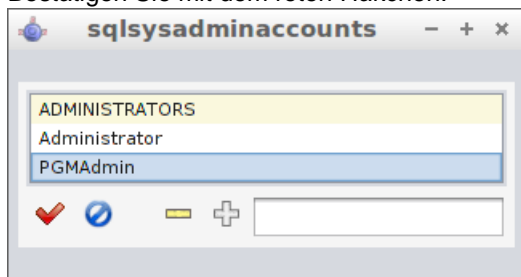 Bestätigen Sie mit dem roten Häkchen.
sqlsysadminaccounts
ADMINISTRATORS
Administrator
PGMAdmin